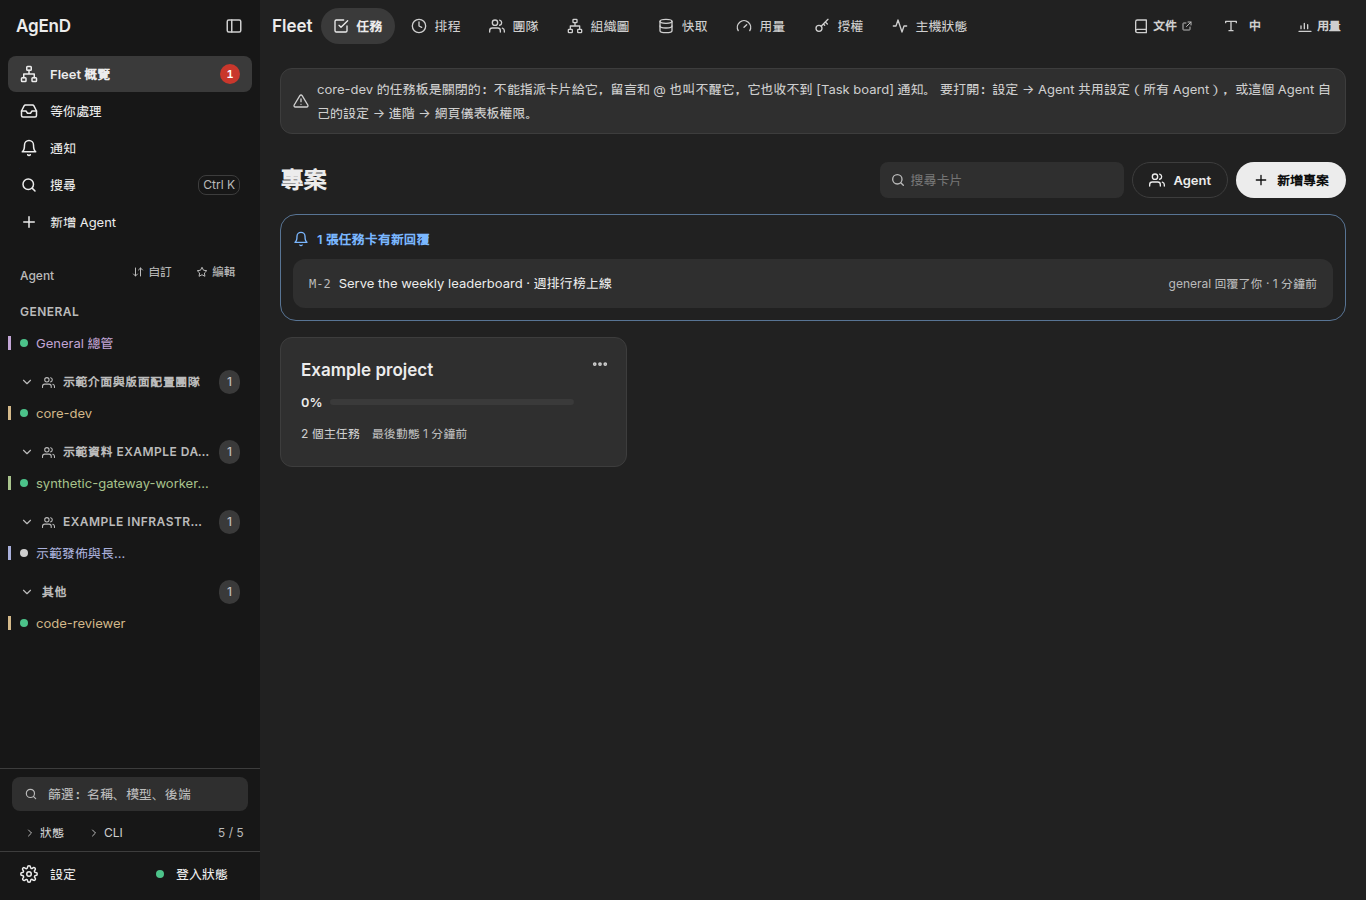 AgEnD
Fleet 概覽 1
等你處理
通知
搜尋 Ctrl K
新增 Agent
Agent 自訂 編輯
GENERAL
General 總管
示範介面與版面配置團隊 1
core-dev
示範資料 EXAMPLE DA... 1
synthetic-gateway-worker...
EXAMPLE INFRASTR... 1
示範發佈與長...
其他 1
code-reviewer
篩選：名稱、模型、後端
狀態 CLI 5 / 5
設定 登入狀態
Fleet 任務 排程 團隊 組織圖 快取 用量 授權 主機狀態 文件 中 用量
core-dev 的任務板是關閉的：不能指派卡片給它，留言和 @ 也叫不醒它，它也收不到 [Task board] 通知。 要打開：設定 → Agent 共用設定（所有 Agent），或這個 Agent 自
己的設定 → 進階 → 網頁儀表板權限。
專案 搜尋卡片 Agent 新增專案
1 張任務卡有新回覆
M-2 Serve the weekly leaderboard · 週排行榜上線 general 回覆了你 · 1 分鐘前
Example project
0%
2 個主任務 最後動態 1 分鐘前